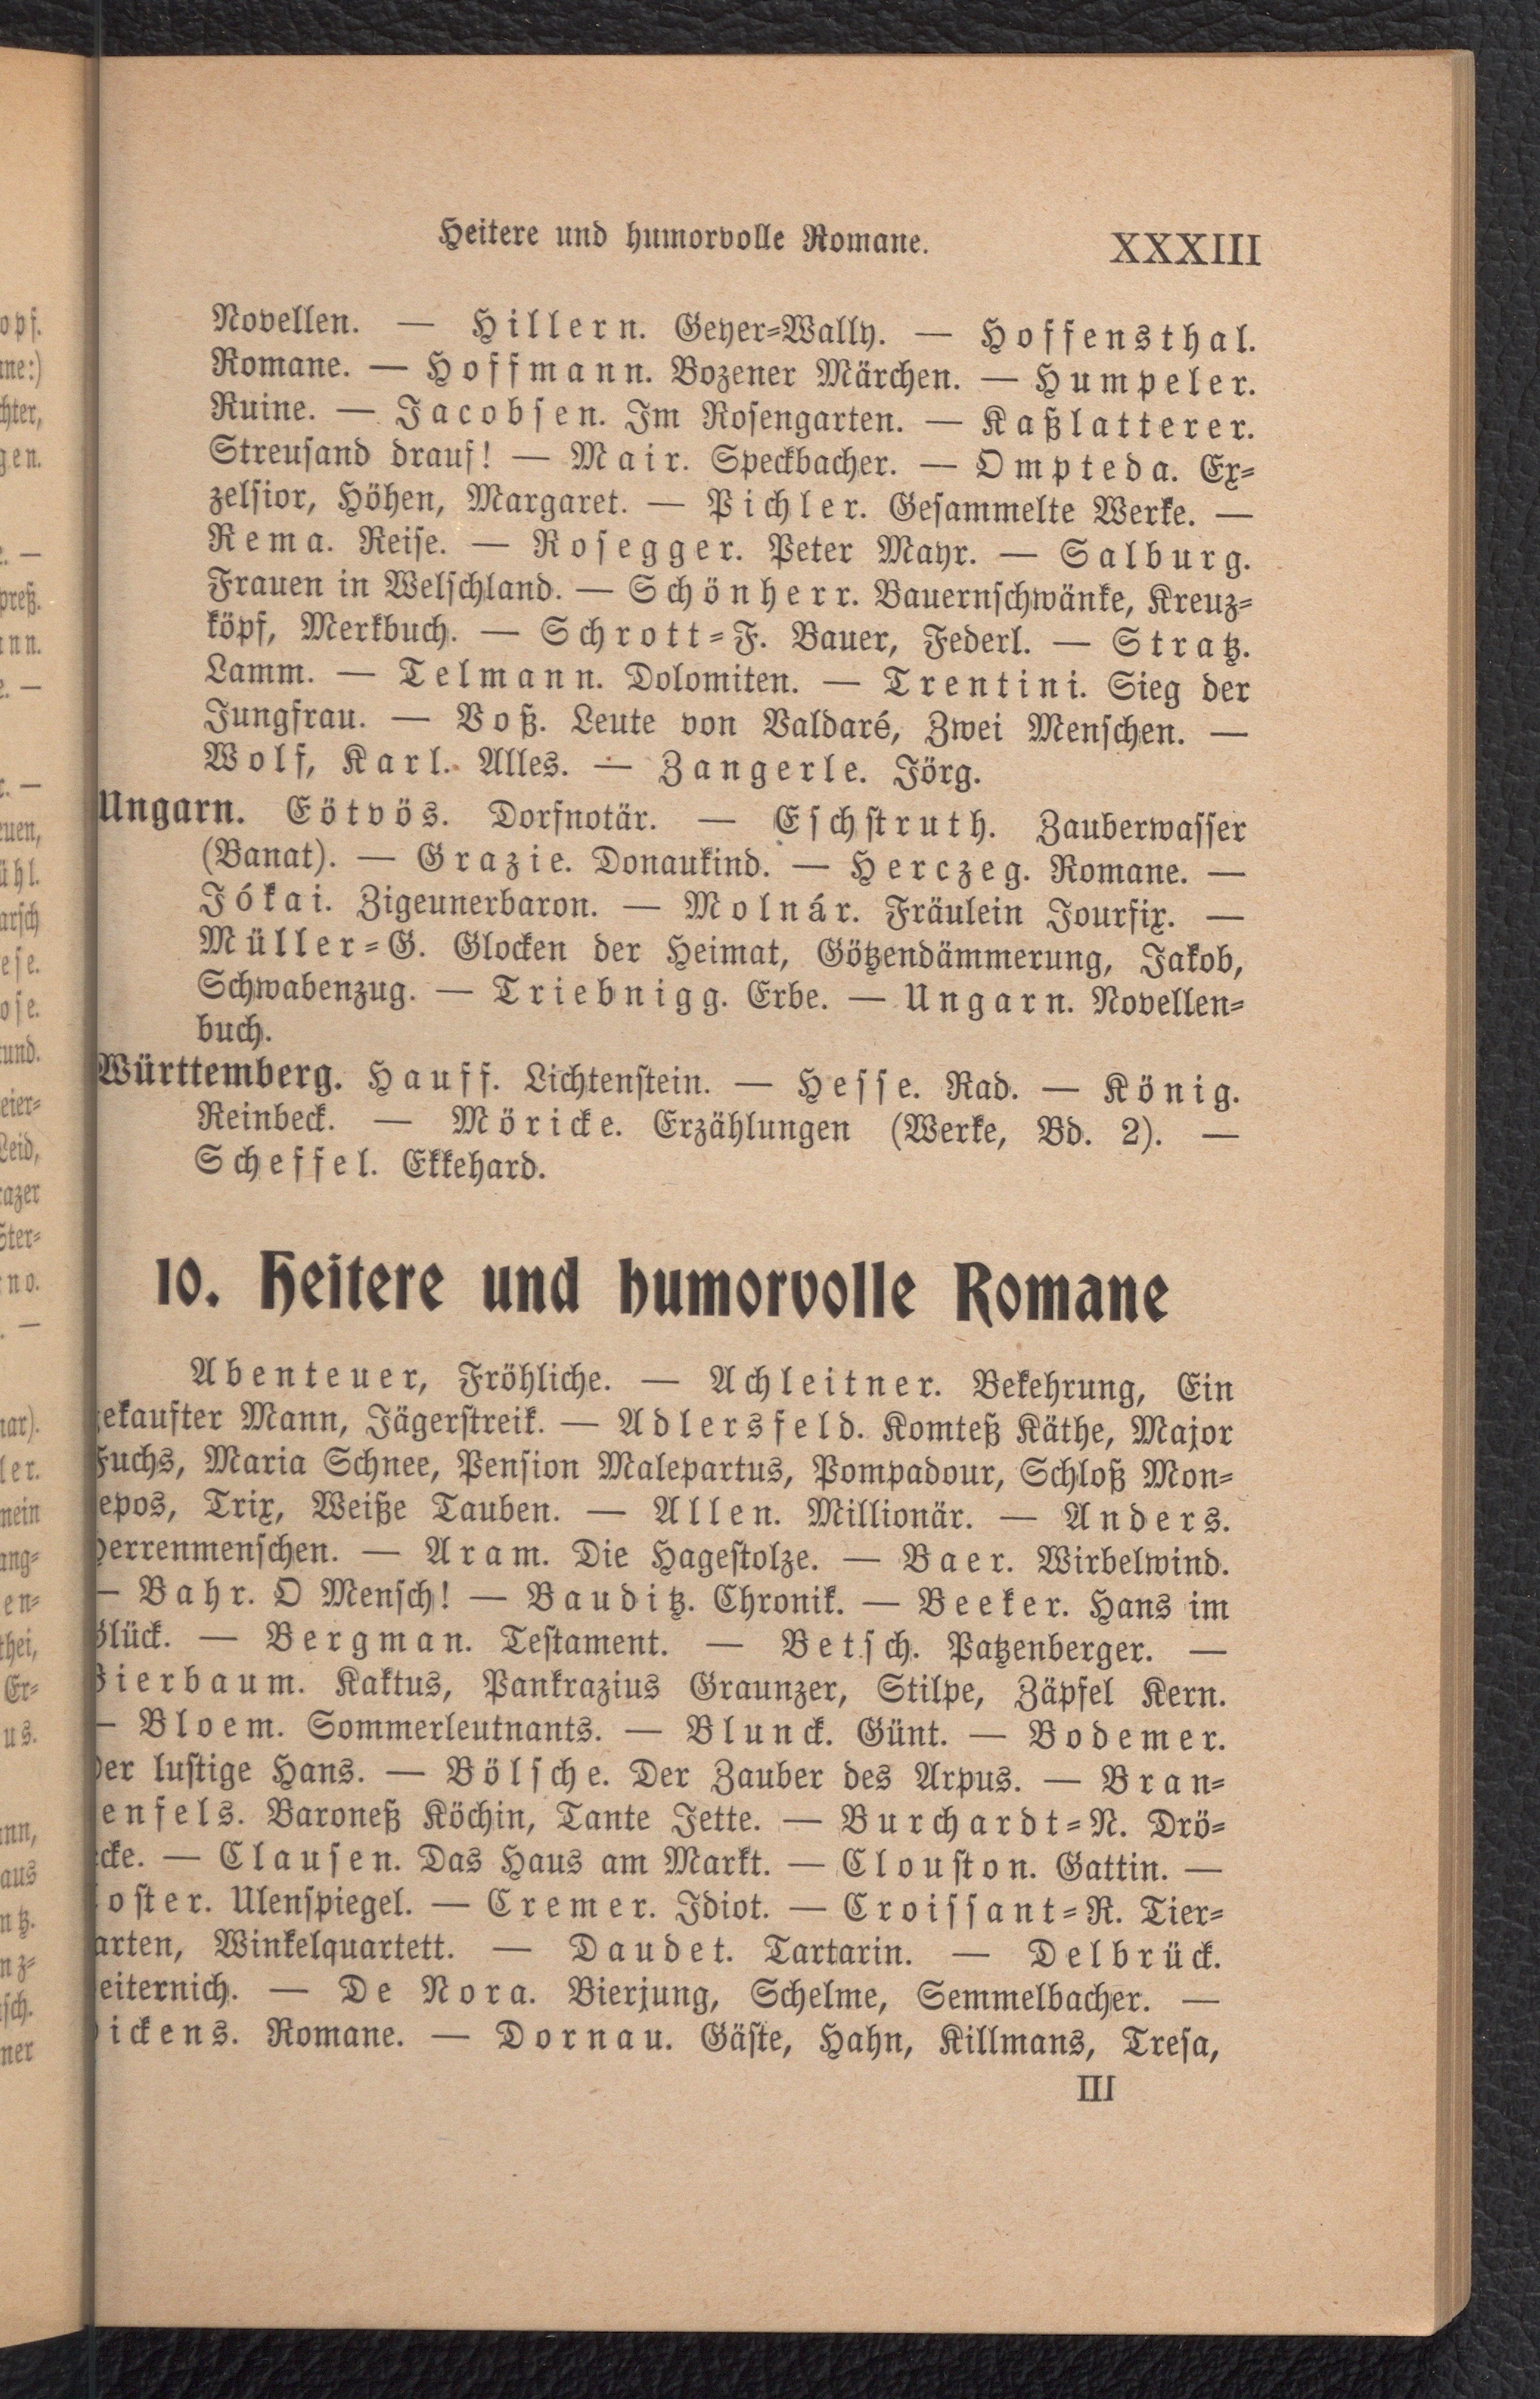 Heitere und humorvolle Romane. XXXIII
Novellen. — Hillern. Geyer-Wally. — Hoffensthal.
Romane. — Hoffmann. Bozener Märchen. — Humpeler.
Ruine. — Jacobsen. Im Rosengarten. — Kaßlatterer.
Streusand drauf! — Mair. Speckbacher. — Ompteda. Ex-
zelsior, Höhen, Margaret. — Pichler. Gesammelte Werke. —
Rema. Reise. — Rosegger. Peter Mayr. — Salburg.
Frauen in Welschland. — Schönherr. Bauernschwänke, Kreuz-
köpf, Merkbuch. — Schrott-F. Bauer, Federl. — Stratz.
Lamm. — Telmann. Dolomiten. — Trentini. Sieg der
Jungfrau. — Voß. Leute von Valdaré, Zwei Menschen. —
Wolf, Karl. Alles. — Zangerle. Jörg.
Ungarn. Eötvös. Dorfnotär. — Eschstruth. Zauberwasser
(Banat). — Grazie. Donaukind. — Herczeg. Romane. —
Jókai. Zigeunerbaron. — Molnár. Fräulein Jourfix. —
Müller-G. Glocken der Heimat, Götzendämmerung, Jakob,
Schwabenzug. — Triebnigg. Erbe. — Ungarn. Novellen-
buch.
Württemberg. Hauff. Lichtenstein. — Hesse. Rad. — König.
Reinbeck. — Möricke. Erzählungen (Werke, Bd. 2). —
Scheffel. Ekkehard.
10. Heitere und humorvolle Romane
Abenteuer, Fröhliche. — Achleitner. Bekehrung, Ein
ekaufter Mann, Jägerstreik. — Adlersfeld. Komteß Käthe, Major
Fuchs, Maria Schnee, Pension Malepartus, Pompadour, Schloß Mon-
repos, Trix, Weiße Tauben. — Allen. Millionär. — Anders.
Herrenmenschen. — Aram. Die Hagestolze. — Baer. Wirbelwind.
— Bahr. O Mensch! — Bauditz. Chronik. — Beeker. Hans im
Glück. — Bergman. Testament. — Betsch. Patzenberger. —
Bierbaum. Kaktus, Pankrazius Graunzer, Stilpe, Zäpfel Kern.
— Bloem. Sommerleutnants. — Blunck. Günt. — Bodemer.
Der lustige Hans. — Bölsche. Der Zauber des Arpus. — Bran-
enfels. Baroneß Köchin, Tante Jette. — Burchardt-N. Drö-
cke. — Clausen. Das Haus am Markt. — Clouston. Gattin. —
oster. Ulenspiegel. — Cremer. Idiot. — Croissant-R. Tier-
arten, Winkelquartett. — Daudet. Tartarin. — Delbrück.
eiternich. — De Nora. Bierjung, Schelme, Semmelbacher. —
Dickens. Romane. — Dornau. Gäste, Hahn, Killmans, Tresa,
III